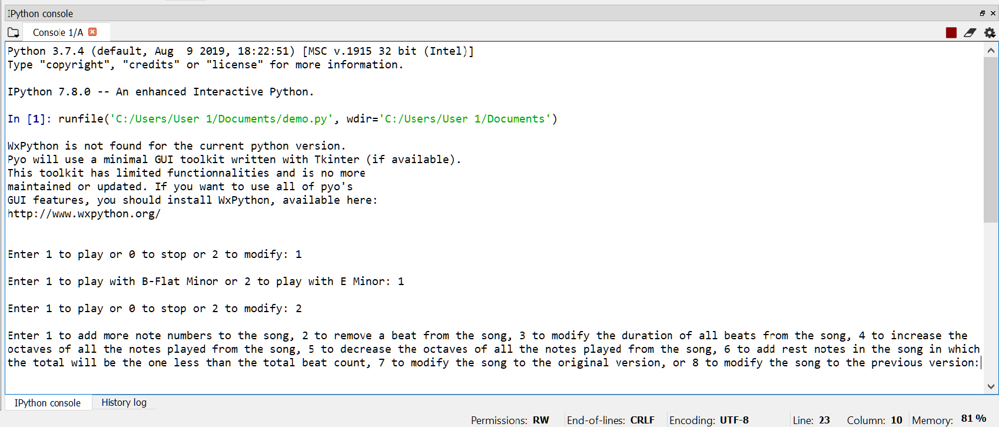 IPython console
Console 1/A
Python 3.7.4 (default, Aug  9 2019, 18:22:51) [MSC v.1915 32 bit (Intel)]
Type "copyright", "credits" or "license" for more information.
IPython 7.8.0 -- An enhanced Interactive Python.
In [1]: runfile('C:/Users/User 1/Documents/demo.py', wdir='C:/Users/User 1/Documents')
WxPython is not found for the current python version.
Pyo will use a minimal GUI toolkit written with Tkinter (if available).
This toolkit has limited functionnalities and is no more
maintained or updated. If you want to use all of pyo's
GUI features, you should install WxPython, available here:
http://www.wxpython.org/
Enter 1 to play or 0 to stop or 2 to modify: 1
Enter 1 to play with B-Flat Minor or 2 to play with E Minor: 1
Enter 1 to play or 0 to stop or 2 to modify: 2
Enter 1 to add more note numbers to the song, 2 to remove a beat from the song, 3 to modify the duration of all beats from the song, 4 to increase the
octaves of all the notes played from the song, 5 to decrease the octaves of all the notes played from the song, 6 to add rest notes in the song in which
the total will be the one less than the total beat count, 7 to modify the song to the original version, or 8 to modify the song to the previous version:
IPython console History log
Permissions: RW End-of-lines: CRLF Encoding: UTF-8 Line: 23 Column: 10 Memory: 81 %